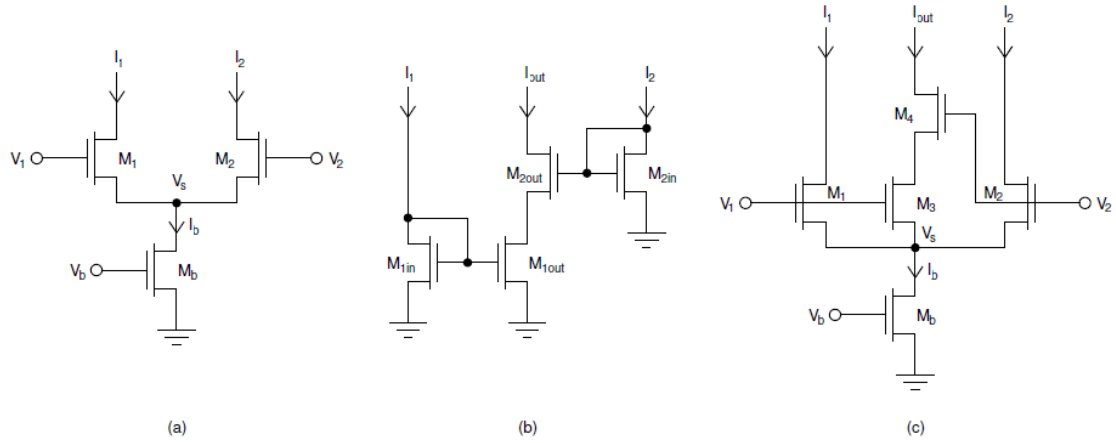 I1 I2
V1 M1 M2 V2
Vs
Ib
Vb Mb
(a)
I1 Iout I2
M2out M2in
M1in M1out
(b)
I1 Iout I2
M4
V1 M1 M3 M2 V2
Vs
Ib
Vb Mb
(c)